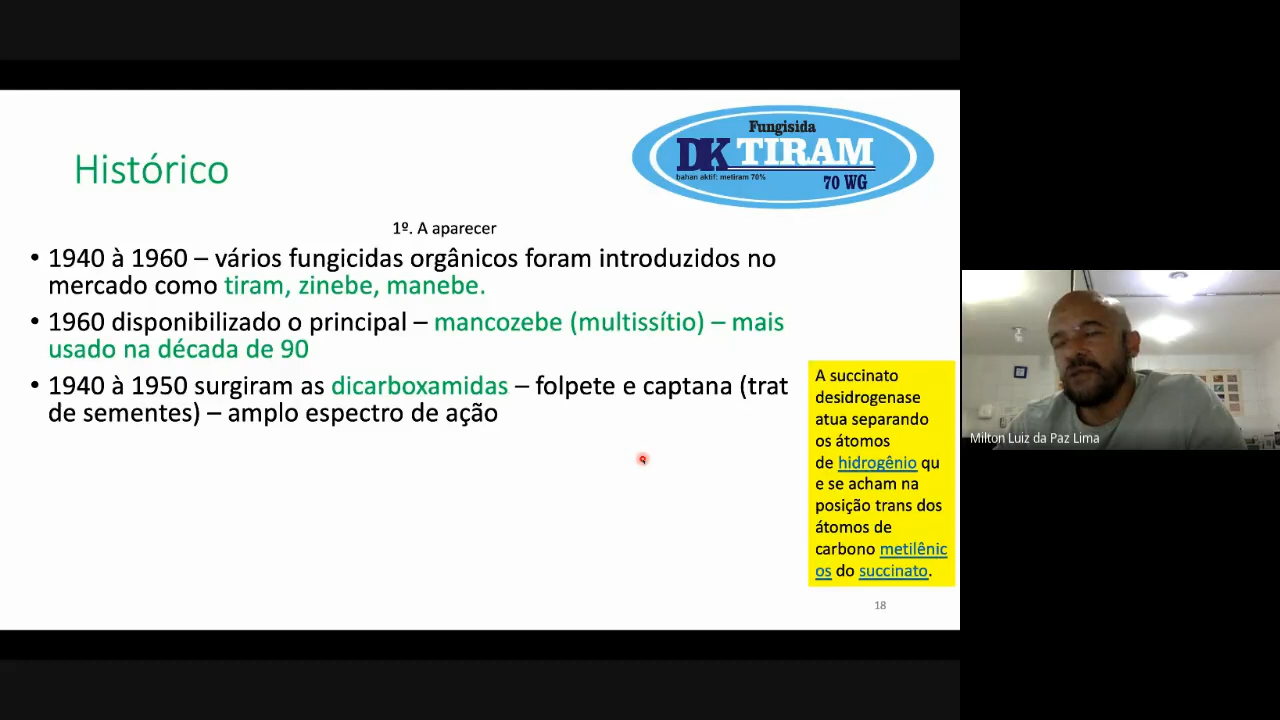 Fungisida
DK TIRAM
bahan aktif: metiram 70%
70 WG
Histórico
1º. A aparecer
• 1940 à 1960 – vários fungicidas orgânicos foram introduzidos no
mercado como tiram, zinebe, manebe.
• 1960 disponibilizado o principal – mancozebe (multissítio) – mais
usado na década de 90
• 1940 à 1950 surgiram as dicarboxamidas – folpete e captana (trat
de sementes) – amplo espectro de ação
A succinato
desidrogenase
atua separando
os átomos
de hidrogênio qu
e se acham na
posição trans dos
átomos de
carbono metilênic
os do succinato.
18
Milton Luiz da Paz Lima